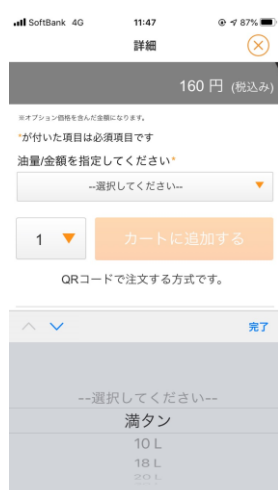 SoftBank 4G 11:47 87%
詳細
160 円 (税込み)
※オプション価格を含んだ金額になります。
*が付いた項目は必須項目です
油量/金額を指定してください*
--選択してください--
1 カートに追加する
QRコードで注文する方式です。
完了
--選択してください--
満タン
10 L
18 L
20 L